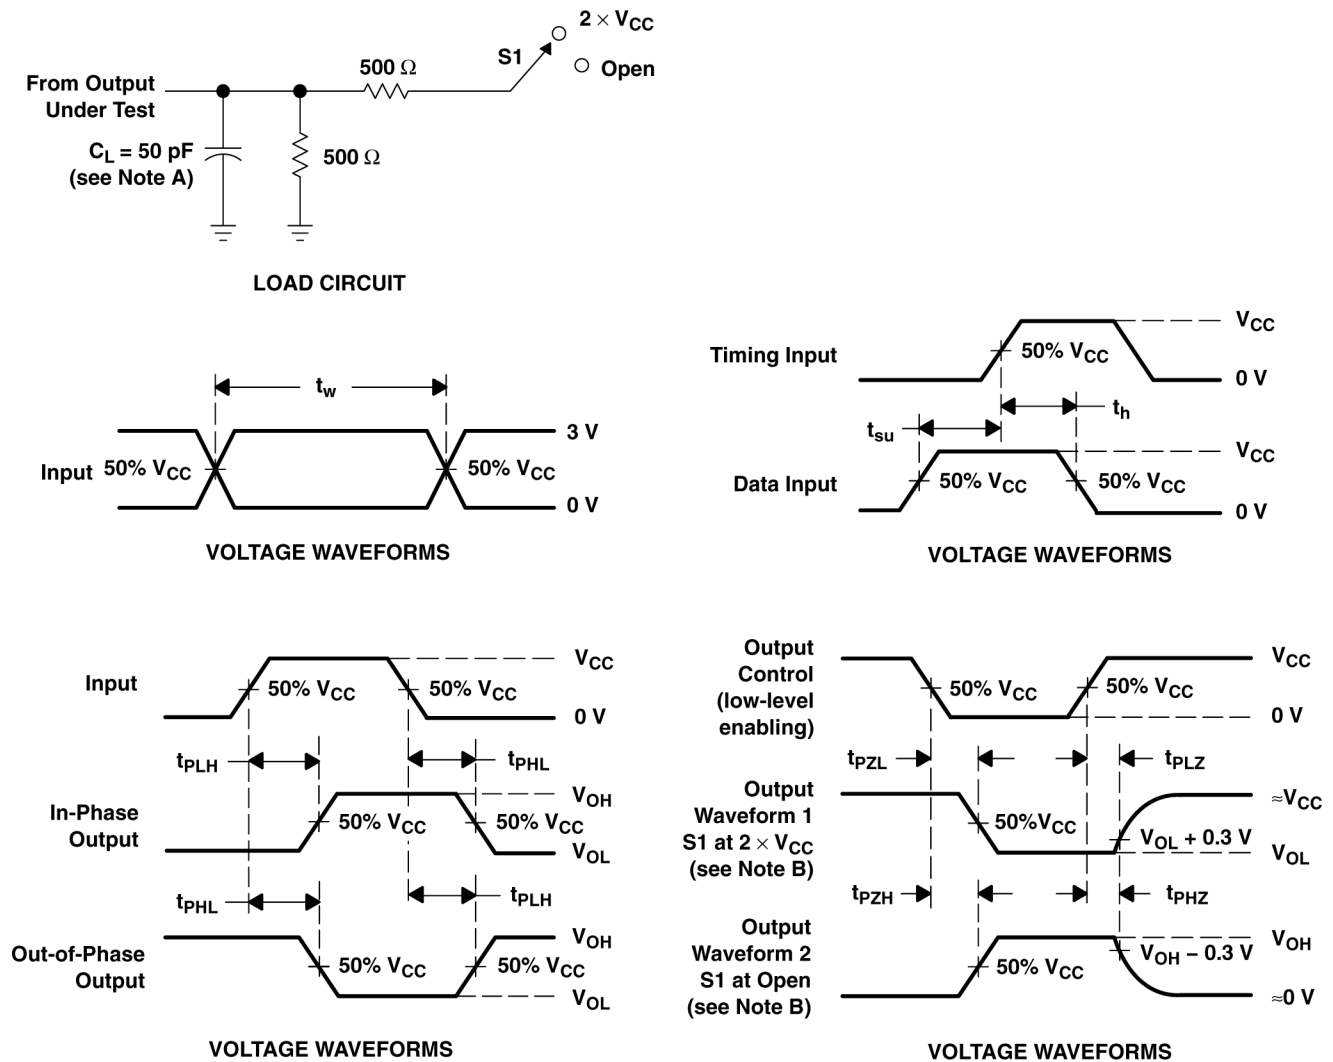 2 × VCC
S1
Open
500 Ω
From Output
Under Test
CL = 50 pF
(see Note A)
500 Ω
LOAD CIRCUIT
tw
3 V
Input
50% VCC
50% VCC
0 V
VOLTAGE WAVEFORMS
VCC
Timing Input
50% VCC
0 V
th
tsu
VCC
Data Input
50% VCC
50% VCC
0 V
VOLTAGE WAVEFORMS
VCC
Input
50% VCC
50% VCC
0 V
tPLH
tPHL
VOH
In-Phase
Output
50% VCC
50% VCC
VOL
tPHL
tPLH
VOH
Out-of-Phase
Output
50% VCC
50% VCC
VOL
VOLTAGE WAVEFORMS
Output
Control
(low-level
enabling)
VCC
50% VCC
50% VCC
0 V
tPZL
tPLZ
Output
Waveform 1
S1 at 2 × VCC
(see Note B)
≈VCC
50%VCC
VOL + 0.3 V
VOL
tPZH
tPHZ
Output
Waveform 2
S1 at Open
(see Note B)
VOH
VOH − 0.3 V
50% VCC
≈0 V
VOLTAGE WAVEFORMS